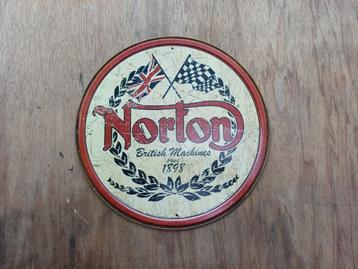 Norton
British Machines
Since
1898